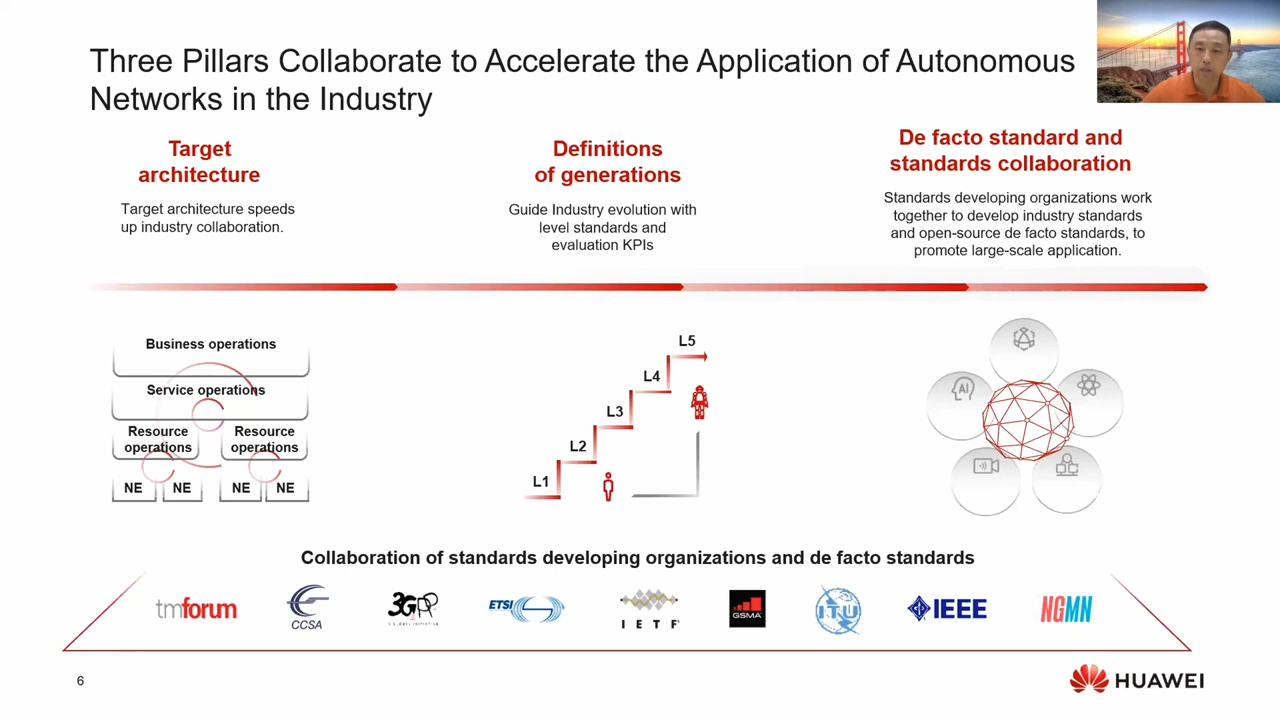 Three Pillars Collaborate to Accelerate the Application of Autonomous
Networks in the Industry
Target
architecture
Target architecture speeds
up industry collaboration.
Definitions
of generations
Guide Industry evolution with
level standards and
evaluation KPIs
De facto standard and
standards collaboration
Standards developing organizations work
together to develop industry standards
and open-source de facto standards, to
promote large-scale application.
Business operations
Service operations
Resource
operations
Resource
operations
NE
NE
NE
NE
L1
L2
L3
L4
L5
AI
Collaboration of standards developing organizations and de facto standards
tmforum
CCSA
3GPP
A GLOBAL INITIATIVE
ETSI
IETF
GSMA
ITU
IEEE
NGMN
6
HUAWEI